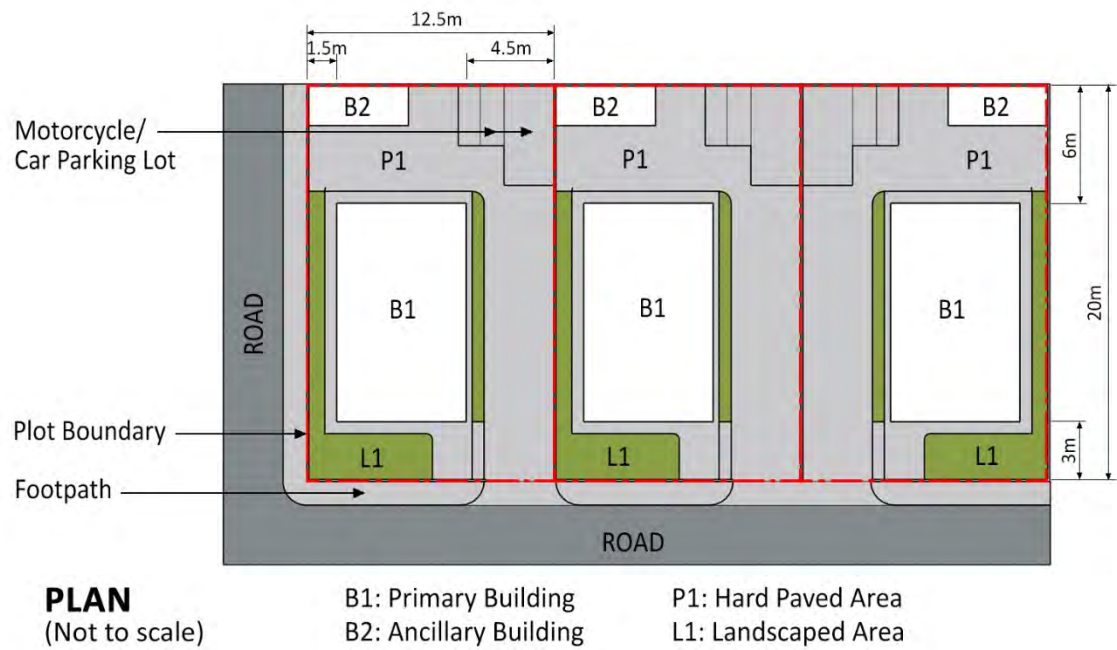 12.5m
1.5m
4.5m
B2
B2
B2
Motorcycle/
Car Parking Lot
P1
P1
P1
6m
B1
B1
B1
ROAD
20m
Plot Boundary
L1
L1
L1
3m
Footpath
ROAD
PLAN
(Not to scale)
B1: Primary Building
B2: Ancillary Building
P1: Hard Paved Area
L1: Landscaped Area